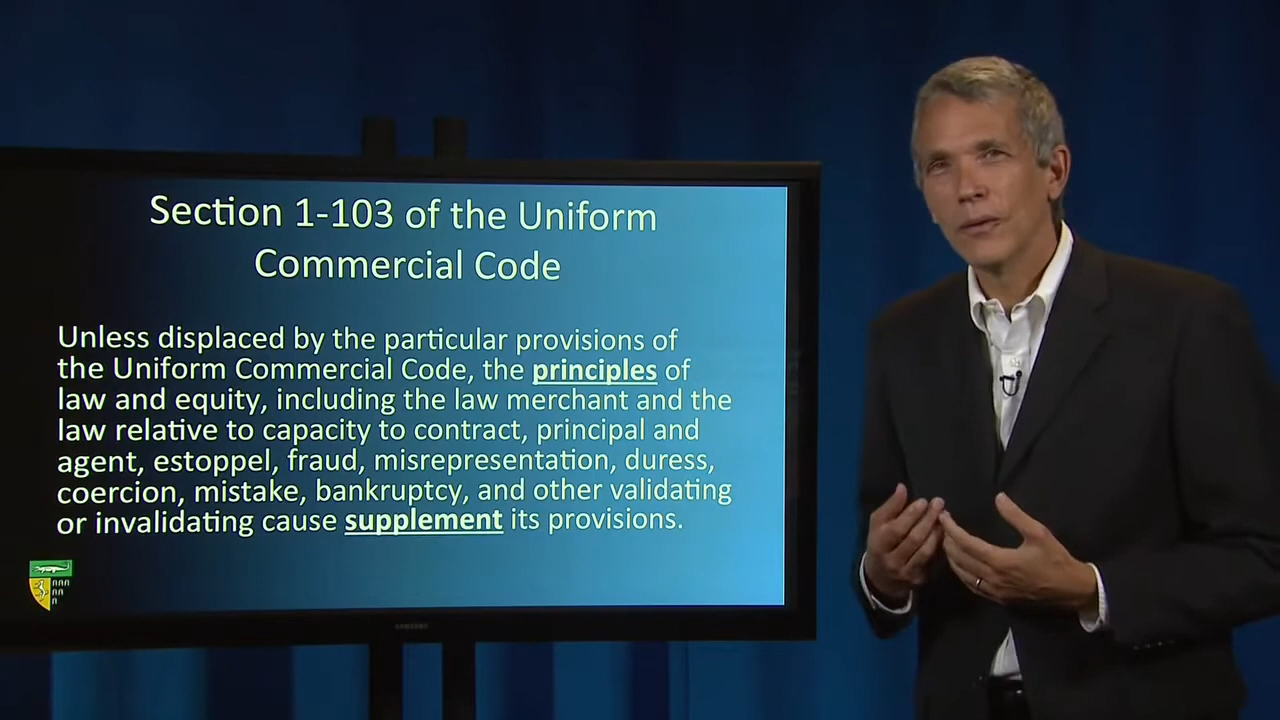 Section 1-103 of the Uniform
Commercial Code
Unless displaced by the particular provisions of
the Uniform Commercial Code, the principles of
law and equity, including the law merchant and the
law relative to capacity to contract, principal and
agent, estoppel, fraud, misrepresentation, duress,
coercion, mistake, bankruptcy, and other validating
or invalidating cause supplement its provisions.
SAMSUNG